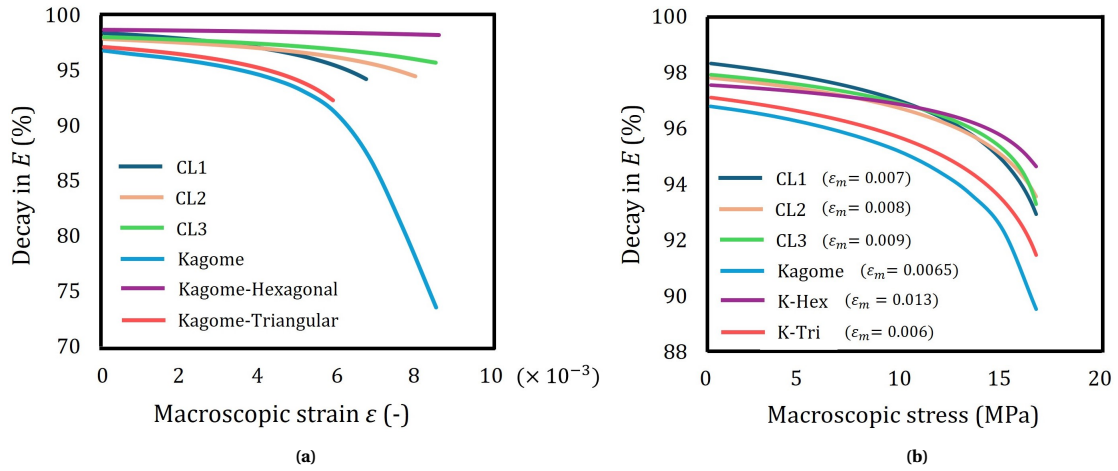 100
95
90
85
80
75
70
Decay in E (%)
CL1
CL2
CL3
Kagome
Kagome-Hexagonal
Kagome-Triangular
0 2 4 6 8 10 (× 10⁻³)
Macroscopic strain ε (-)
(a)
100
98
96
94
92
90
88
Decay in E (%)
CL1 (εₘ= 0.007)
CL2 (εₘ= 0.008)
CL3 (εₘ= 0.009)
Kagome (εₘ= 0.0065)
K-Hex (εₘ= 0.013)
K-Tri (εₘ= 0.006)
0 5 10 15 20
Macroscopic stress (MPa)
(b)